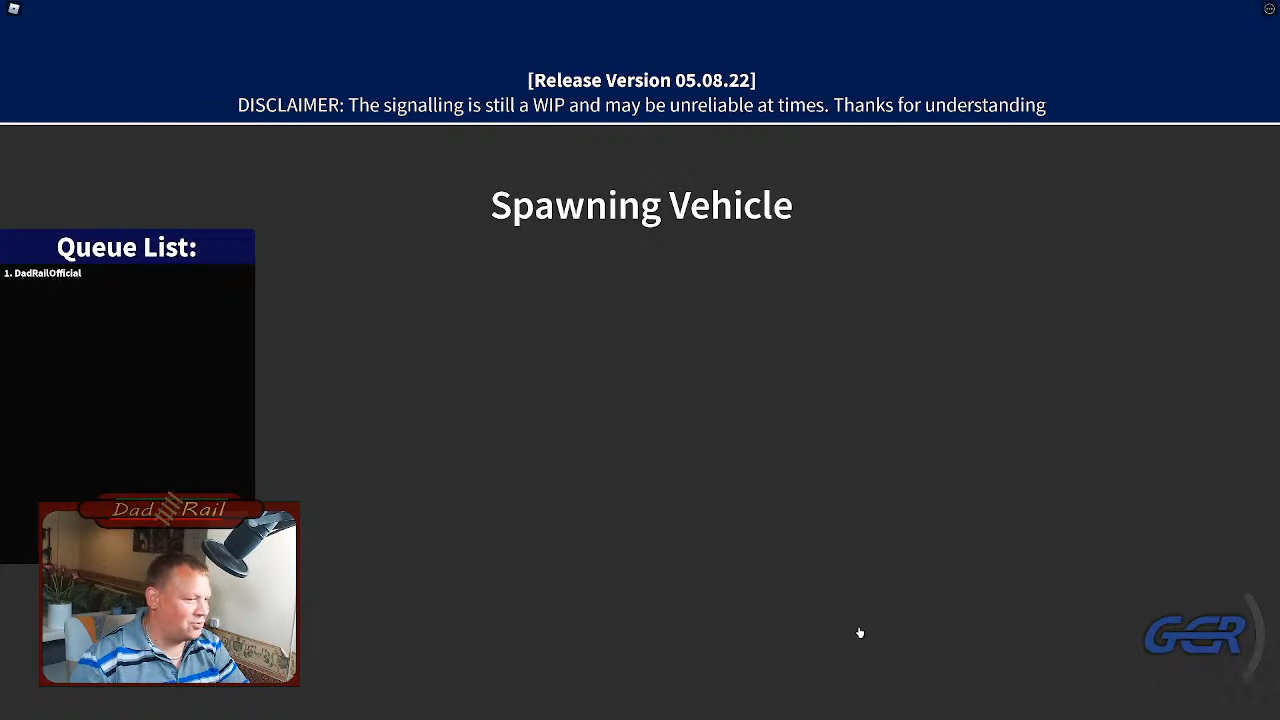 [Release Version 05.08.22]
DISCLAIMER: The signalling is still a WIP and may be unreliable at times. Thanks for understanding
Spawning Vehicle
Queue List:
1. DadRailOfficial
Dad Rail
GCR